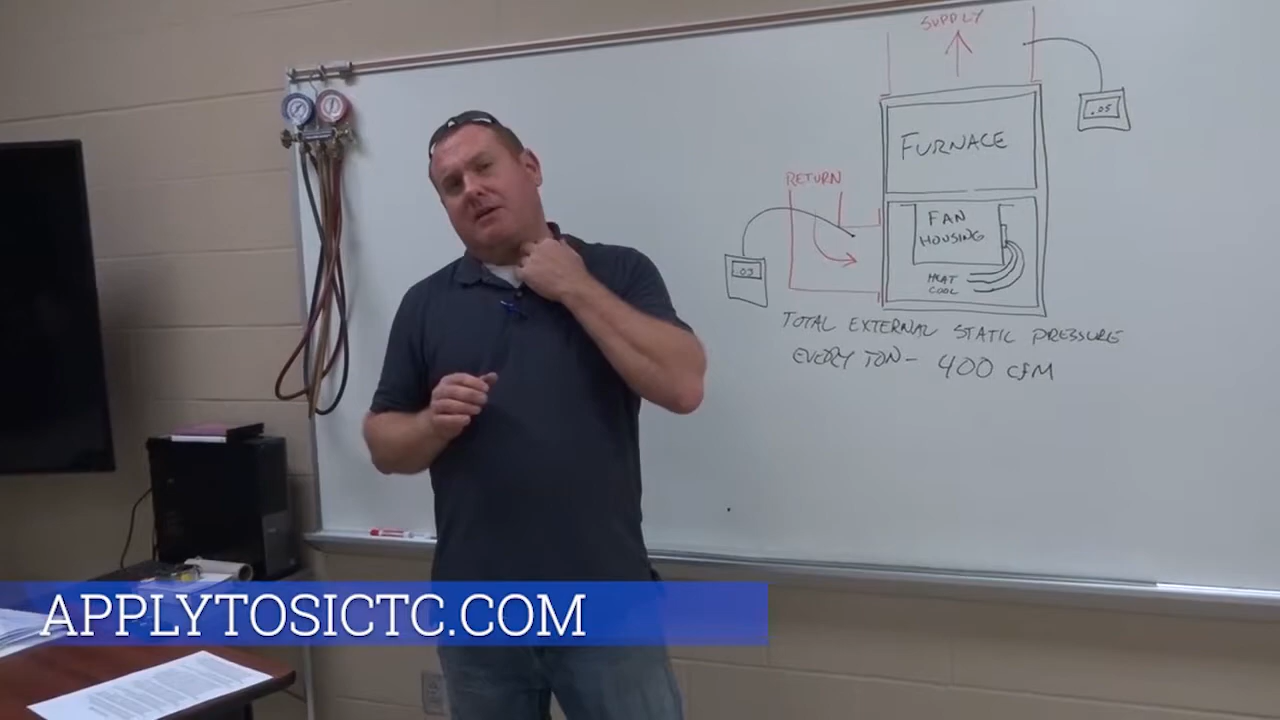 SUPPLY
.05
FURNACE
RETURN
FAN
HOUSING
.03
HEAT
COOL
TOTAL EXTERNAL STATIC PRESSURE
EVERY TON- 400 CFM
APPLYTOSICTC.COM